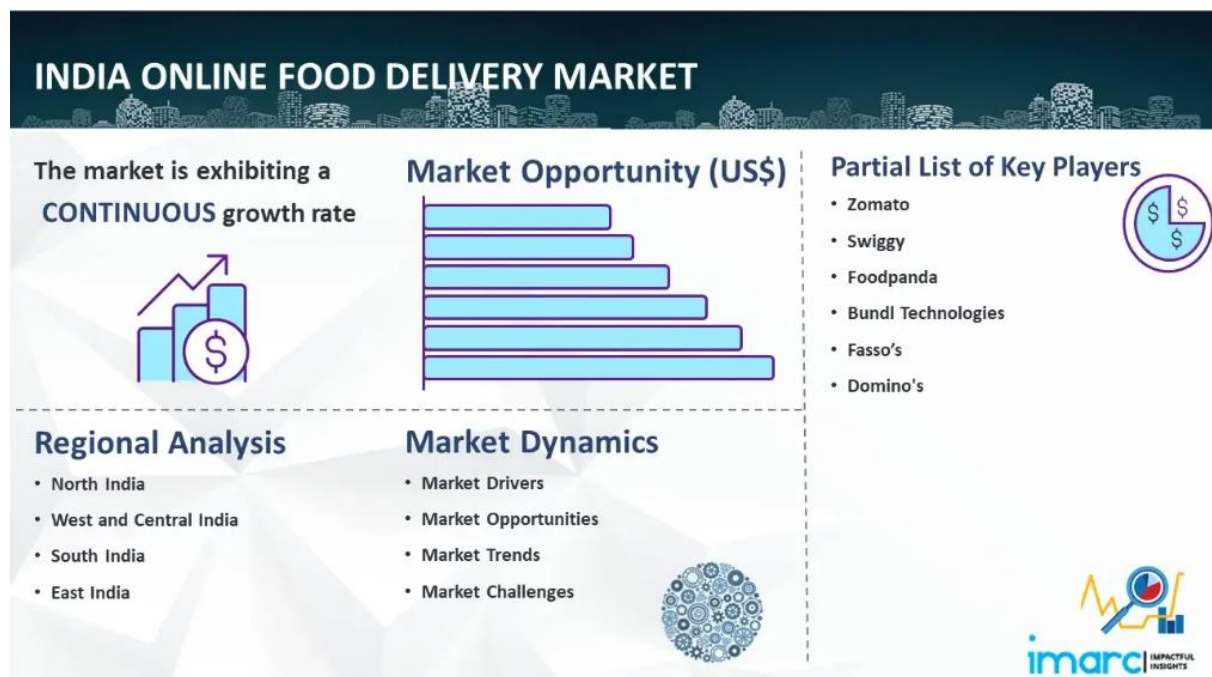 INDIA ONLINE FOOD DELIVERY MARKET
The market is exhibiting a
CONTINUOUS growth rate
$
Market Opportunity (US$)
Partial List of Key Players
• Zomato
• Swiggy
• Foodpanda
• Bundl Technologies
• Fasso’s
• Domino's
$ $
$
Regional Analysis
• North India
• West and Central India
• South India
• East India
Market Dynamics
• Market Drivers
• Market Opportunities
• Market Trends
• Market Challenges
imarc IMPACTFUL
INSIGHTS